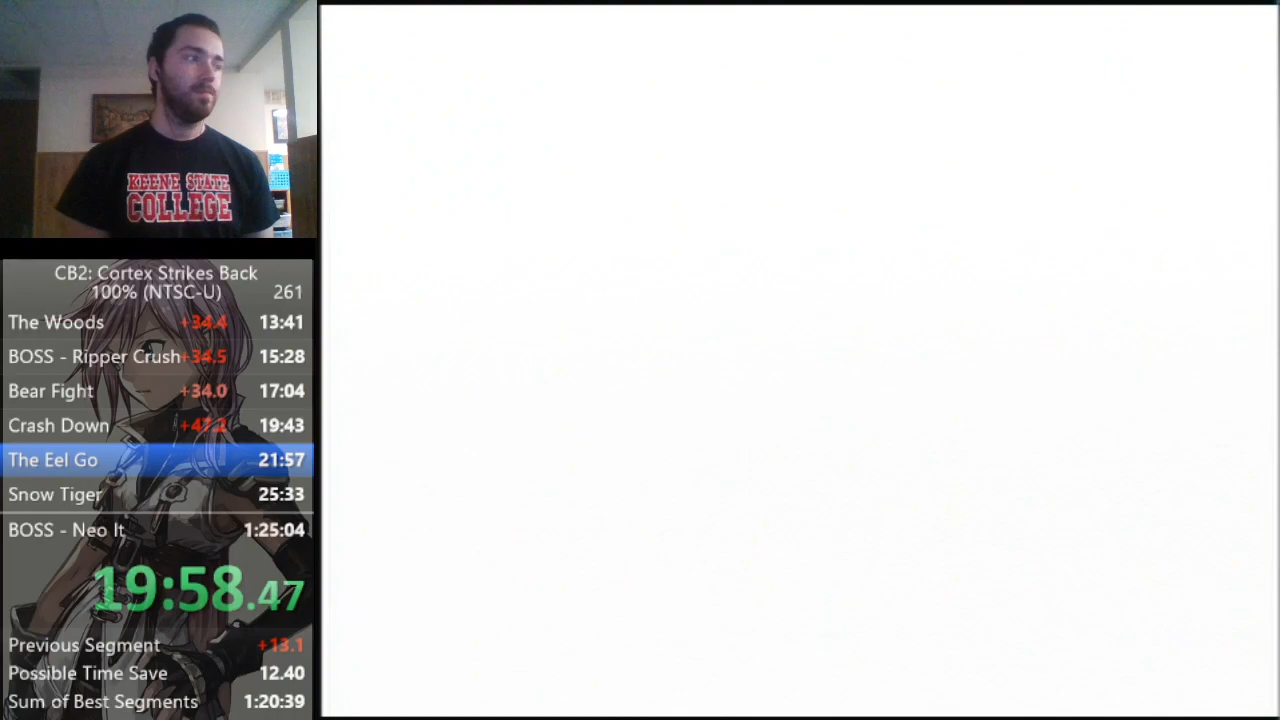 KEENE STATE
COLLEGE
CB2: Cortex Strikes Back
100% (NTSC-U) 261
The Woods +34.4 13:41
BOSS - Ripper Crush +34.5 15:28
Bear Fight +34.0 17:04
Crash Down +47.2 19:43
The Eel Go 21:57
Snow Tiger 25:33
BOSS - Neo It 1:25:04
19:58.47
Previous Segment +13.1
Possible Time Save 12.40
Sum of Best Segments 1:20:39